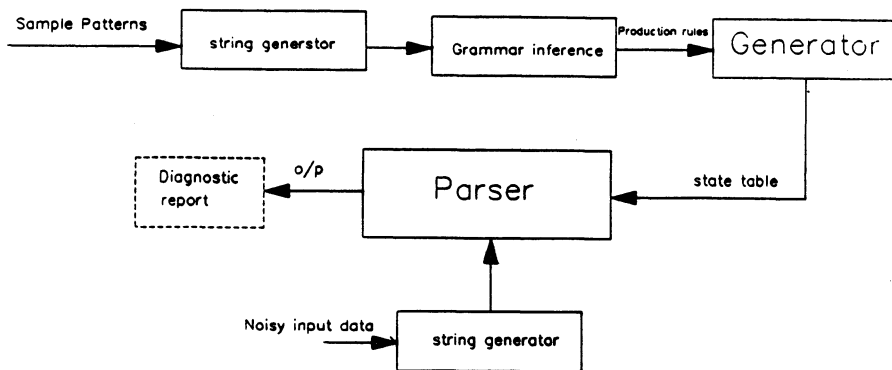 Sample Patterns
string generstor
Grammar inference
Production rules
Generator
Diagnostic
report
o/p
Parser
state table
Noisy input data
string generator